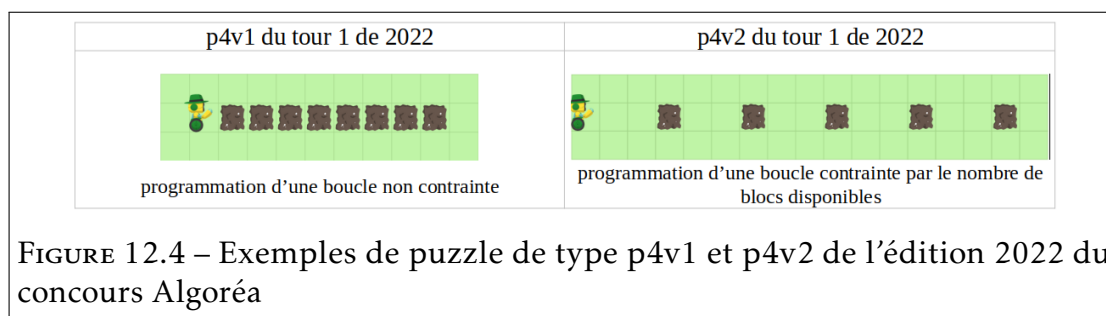 p4v1 du tour 1 de 2022
p4v2 du tour 1 de 2022
programmation d’une boucle non contrainte
programmation d’une boucle contrainte par le nombre de
blocs disponibles
Figure 12.4 – Exemples de puzzle de type p4v1 et p4v2 de l’édition 2022 du
concours Algoréa